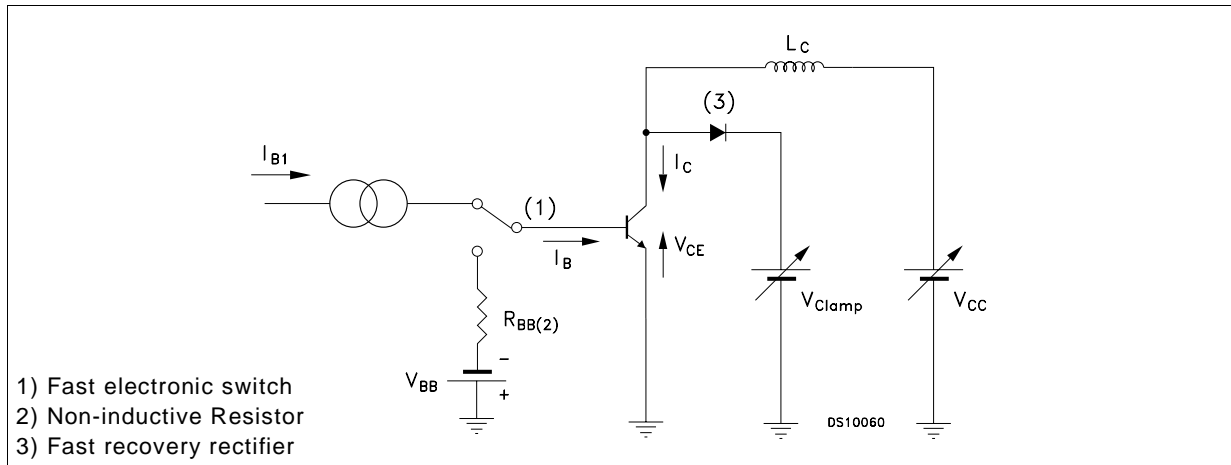 L_C
(3)
I_B1
I_C
(1)
I_B
V_CE
V_Clamp
V_CC
R_BB(2)
V_BB
−
+
DS10060
1) Fast electronic switch
2) Non-inductive Resistor
3) Fast recovery rectifier